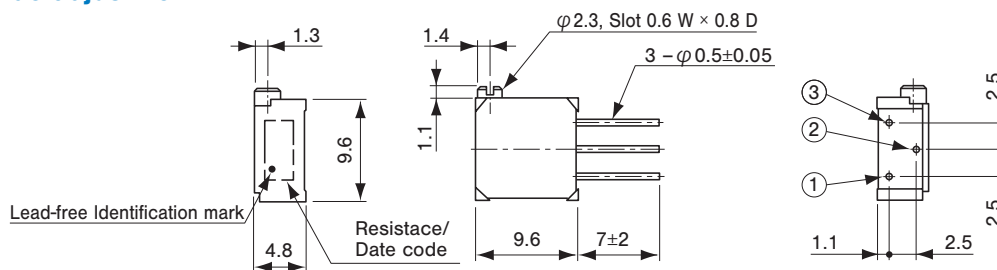 φ2.3, Slot 0.6 W × 0.8 D
1.3
1.4
3 – φ0.5±0.05
1.1
9.6
Lead-free Identification mark
Resistace/
Date code
4.8
9.6
7±2
③
②
①
2.5
2.5
1.1
2.5